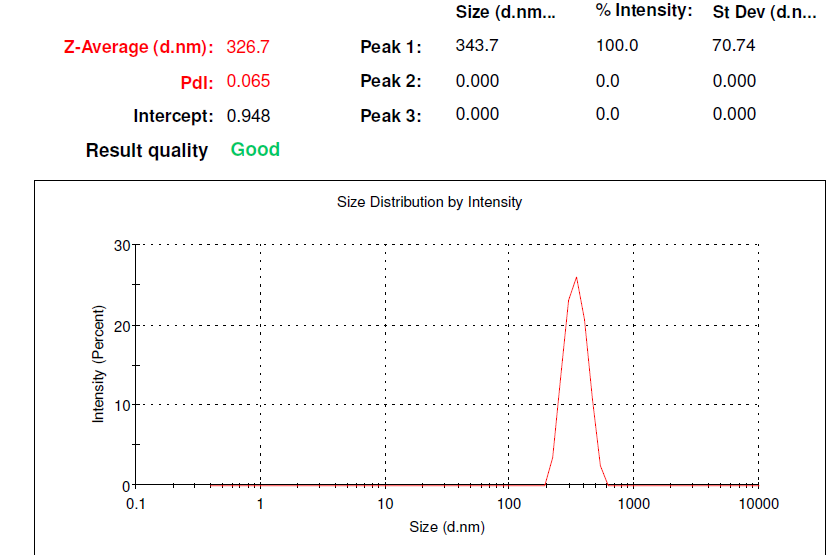 Size (d.nm... % Intensity: St Dev (d.n...
Z-Average (d.nm): 326.7 Peak 1: 343.7 100.0 70.74
PdI: 0.065 Peak 2: 0.000 0.0 0.000
Intercept: 0.948 Peak 3: 0.000 0.0 0.000
Result quality Good
Size Distribution by Intensity
Intensity (Percent)
30
20
10
0
0.1 1 10 100 1000 10000
Size (d.nm)